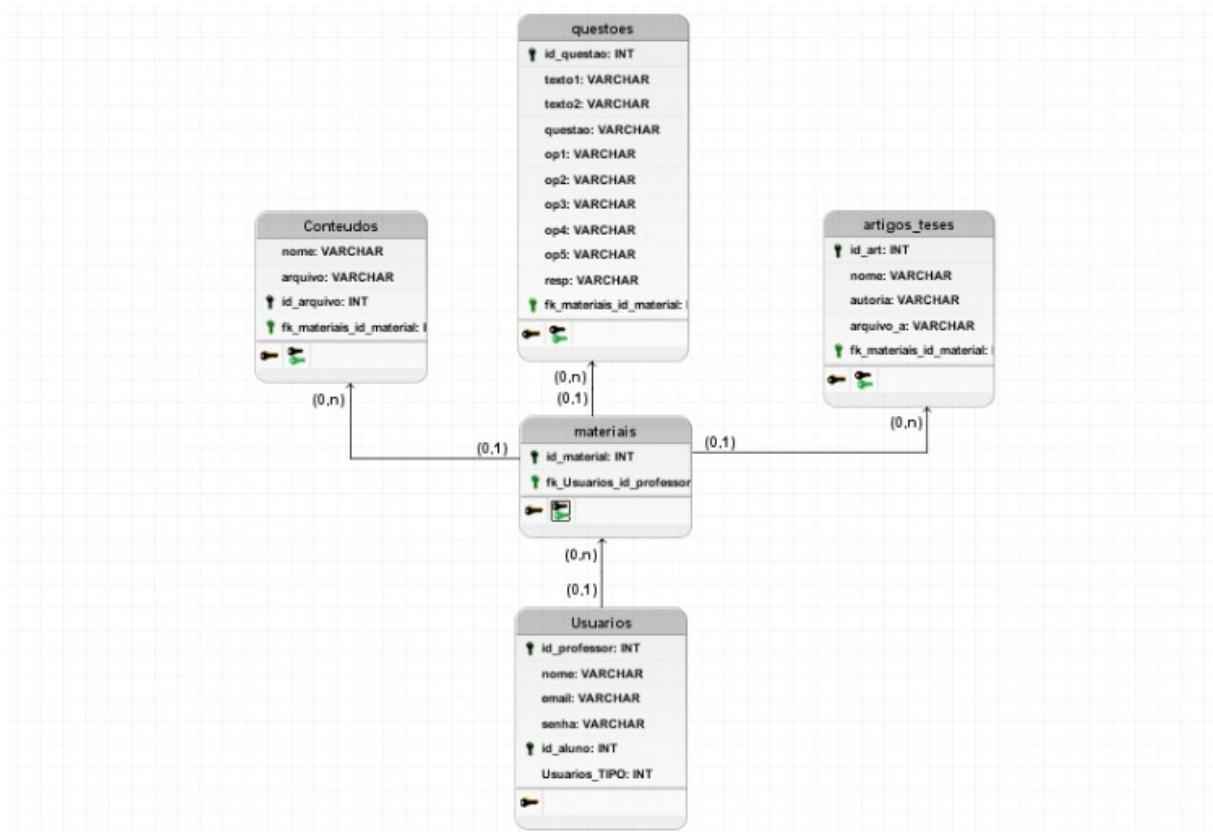 questoes
id_questao: INT
texto1: VARCHAR
texto2: VARCHAR
questao: VARCHAR
op1: VARCHAR
op2: VARCHAR
op3: VARCHAR
op4: VARCHAR
op5: VARCHAR
resp: VARCHAR
fk_materiais_id_material:
Conteudos
nome: VARCHAR
arquivo: VARCHAR
id_arquivo: INT
fk_materiais_id_material:
artigos_teses
id_art: INT
nome: VARCHAR
autoria: VARCHAR
arquivo_a: VARCHAR
fk_materiais_id_material:
(0,n)
(0,1)
(0,n)
(0,n)
materiais
(0,1)
(0,1)
id_material: INT
fk_Usuarios_id_professor
(0,n)
(0,1)
Usuarios
id_professor: INT
nome: VARCHAR
email: VARCHAR
senha: VARCHAR
id_aluno: INT
Usuarios_TIPO: INT